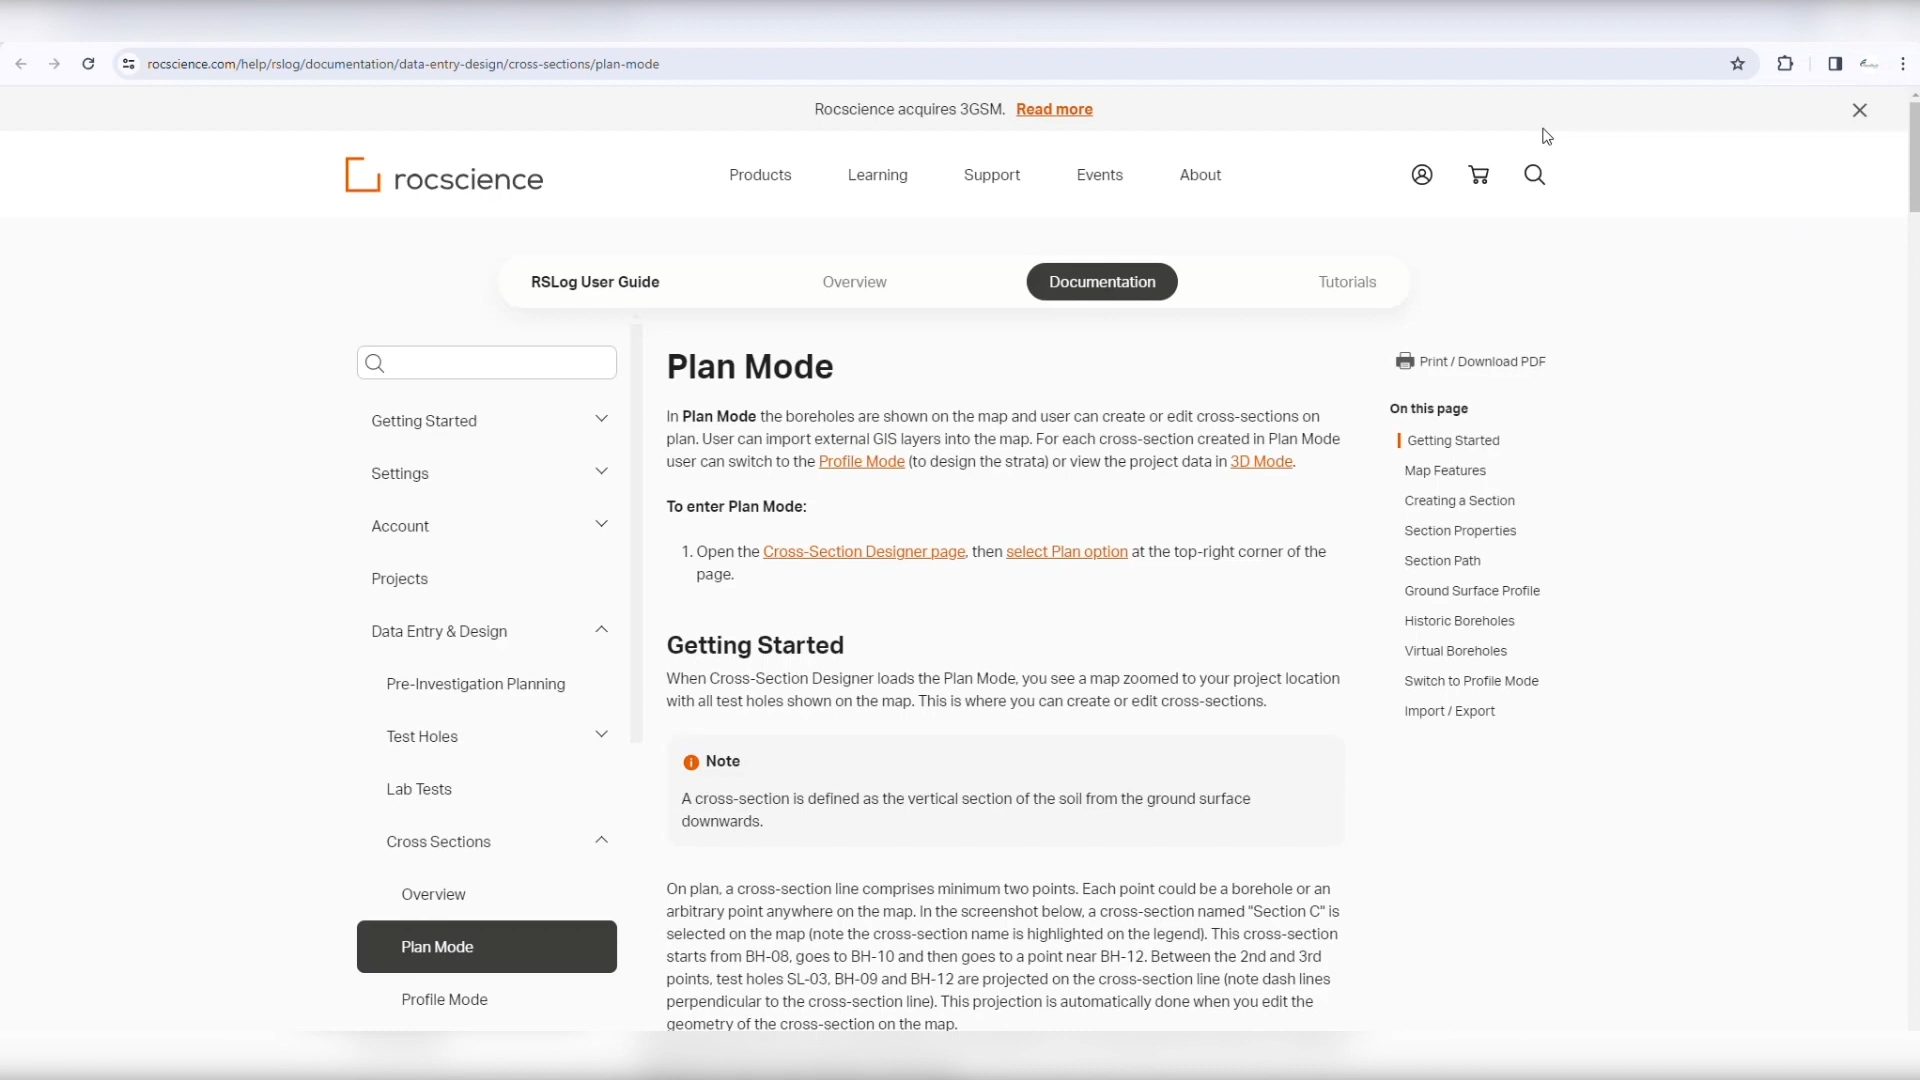 rocscience.com/help/rslog/documentation/data-entry-design/cross-sections/plan-mode
Rocscience acquires 3GSM. Read more
rocscience
Products
Learning
Support
Events
About
RSLog User Guide
Overview
Documentation
Tutorials
Getting Started
Settings
Account
Projects
Data Entry & Design
Pre-Investigation Planning
Test Holes
Lab Tests
Cross Sections
Overview
Plan Mode
Profile Mode
Plan Mode
In Plan Mode the boreholes are shown on the map and user can create or edit cross-sections on
plan. User can import external GIS layers into the map. For each cross-section created in Plan Mode
user can switch to the Profile Mode (to design the strata) or view the project data in 3D Mode.
To enter Plan Mode:
1. Open the Cross-Section Designer page, then select Plan option at the top-right corner of the
page.
Getting Started
When Cross-Section Designer loads the Plan Mode, you see a map zoomed to your project location
with all test holes shown on the map. This is where you can create or edit cross-sections.
Note
A cross-section is defined as the vertical section of the soil from the ground surface
downwards.
On plan, a cross-section line comprises minimum two points. Each point could be a borehole or an
arbitrary point anywhere on the map. In the screenshot below, a cross-section named "Section C" is
selected on the map (note the cross-section name is highlighted on the legend). This cross-section
starts from BH-08, goes to BH-10 and then goes to a point near BH-12. Between the 2nd and 3rd
points, test holes SL-03, BH-09 and BH-12 are projected on the cross-section line (note dash lines
perpendicular to the cross-section line). This projection is automatically done when you edit the
geometry of the cross-section on the map.
Print / Download PDF
On this page
Getting Started
Map Features
Creating a Section
Section Properties
Section Path
Ground Surface Profile
Historic Boreholes
Virtual Boreholes
Switch to Profile Mode
Import / Export